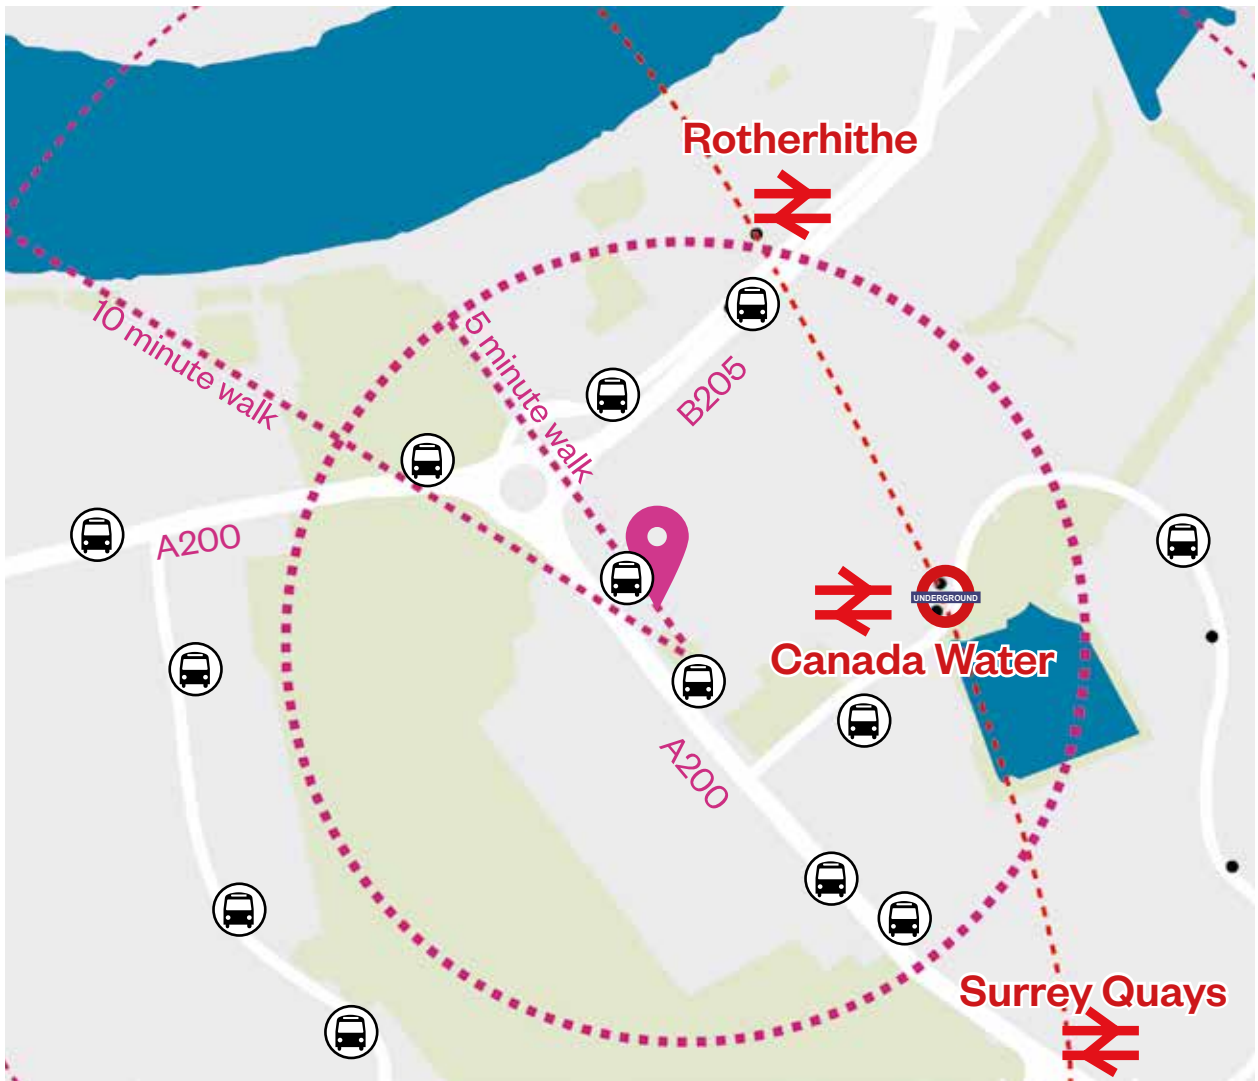 Rotherhithe
10 minute walk
5 minute walk
B205
A200
UNDERGROUND
Canada Water
A200
Surrey Quays